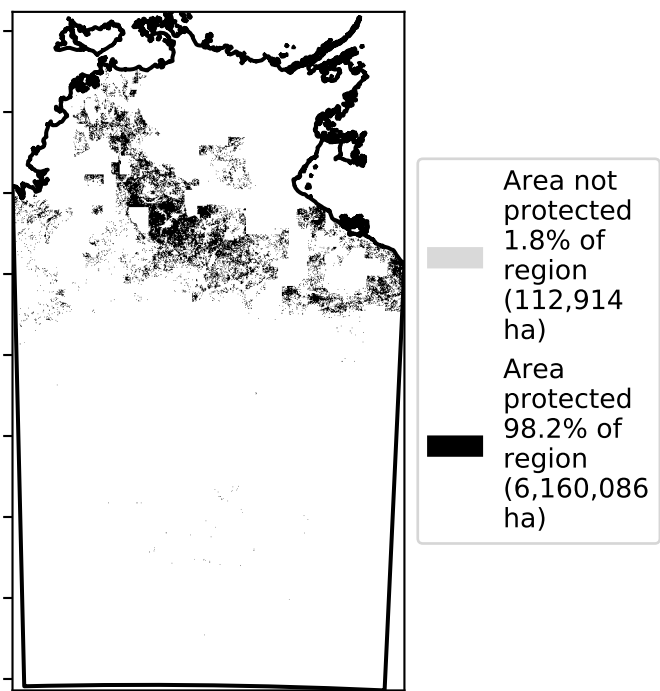 Area not
protected
1.8% of
region
(112,914
ha)
Area
protected
98.2% of
region
(6,160,086
ha)